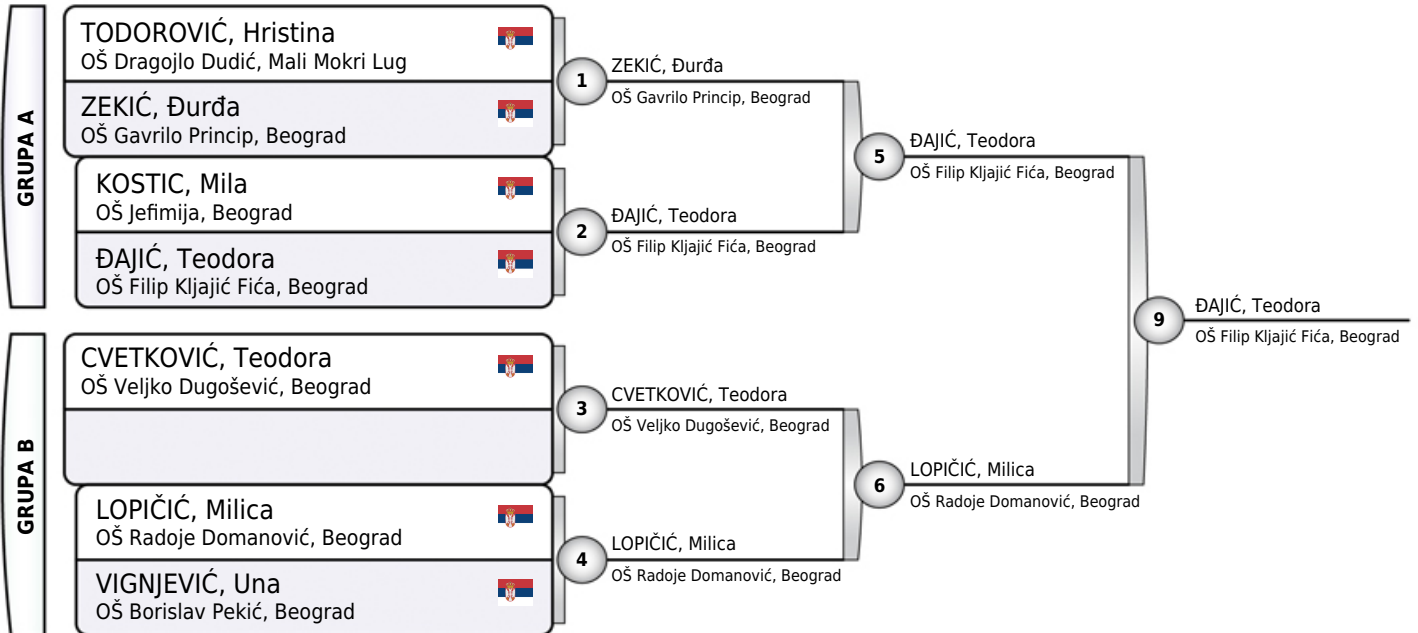 GRUPA A
TODOROVIĆ, Hristina
OŠ Dragojlo Dudić, Mali Mokri Lug
ZEKIĆ, Đurđa
OŠ Gavrilo Princip, Beograd
KOSTIC, Mila
OŠ Jefimija, Beograd
ĐAJIĆ, Teodora
OŠ Filip Kljajić Fića, Beograd
GRUPA B
CVETKOVIĆ, Teodora
OŠ Veljko Dugošević, Beograd
LOPIČIĆ, Milica
OŠ Radoje Domanović, Beograd
VIGNJEVIĆ, Una
OŠ Borislav Pekić, Beograd
1
ZEKIĆ, Đurđa
OŠ Gavrilo Princip, Beograd
2
ĐAJIĆ, Teodora
OŠ Filip Kljajić Fića, Beograd
3
CVETKOVIĆ, Teodora
OŠ Veljko Dugošević, Beograd
4
LOPIČIĆ, Milica
OŠ Radoje Domanović, Beograd
5
ĐAJIĆ, Teodora
OŠ Filip Kljajić Fića, Beograd
6
LOPIČIĆ, Milica
OŠ Radoje Domanović, Beograd
9
ĐAJIĆ, Teodora
OŠ Filip Kljajić Fića, Beograd